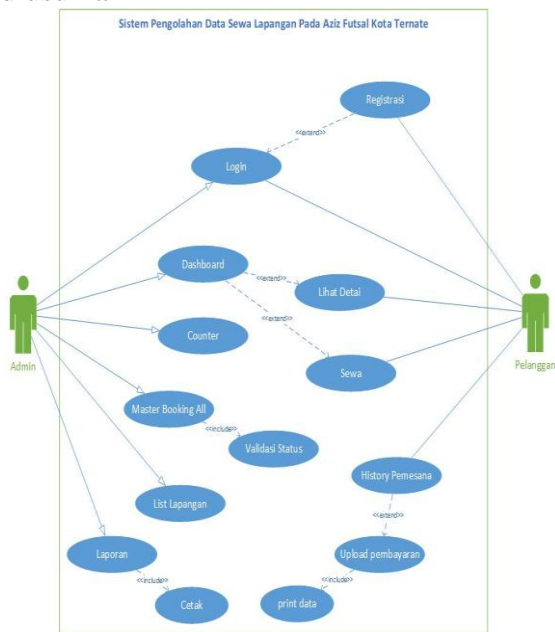 Sistem Pengolahan Data Sewa Lapangan Pada Aziz Futsal Kota Ternate
Registrasi
<<extend>>
Login
Dashboard
<<extend>>
Lihat Detai
<<extend>>
Counter
Admin
Pelanggan
Sewa
Master Booking All
<<include>>
Validasi Status
History Pemesana
List Lapangan
<<extend>>
Laporan
Upload pembayaran
<<include>>
<<include>>
Cetak
print data